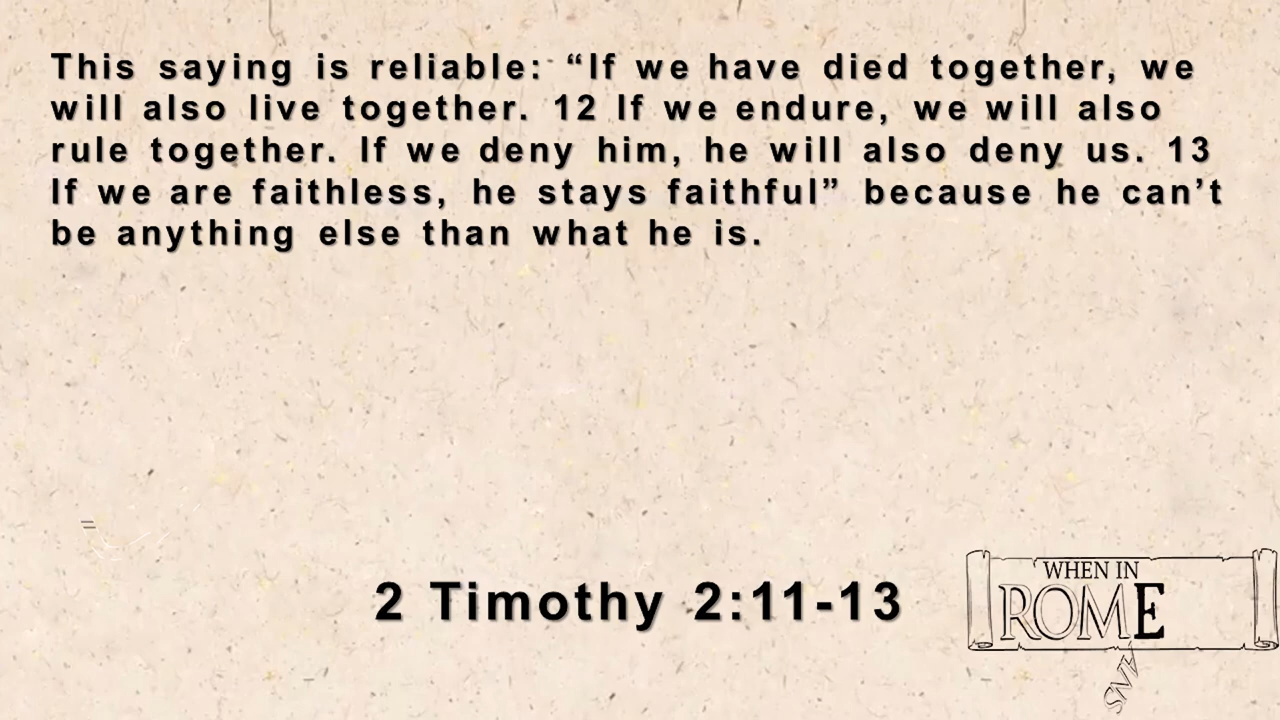 This saying is reliable: “If we have died together, we
will also live together. 12 If we endure, we will also
rule together. If we deny him, he will also deny us. 13
If we are faithless, he stays faithful” because he can’t
be anything else than what he is.
2 Timothy 2:11-13
WHEN IN
ROME
ANS